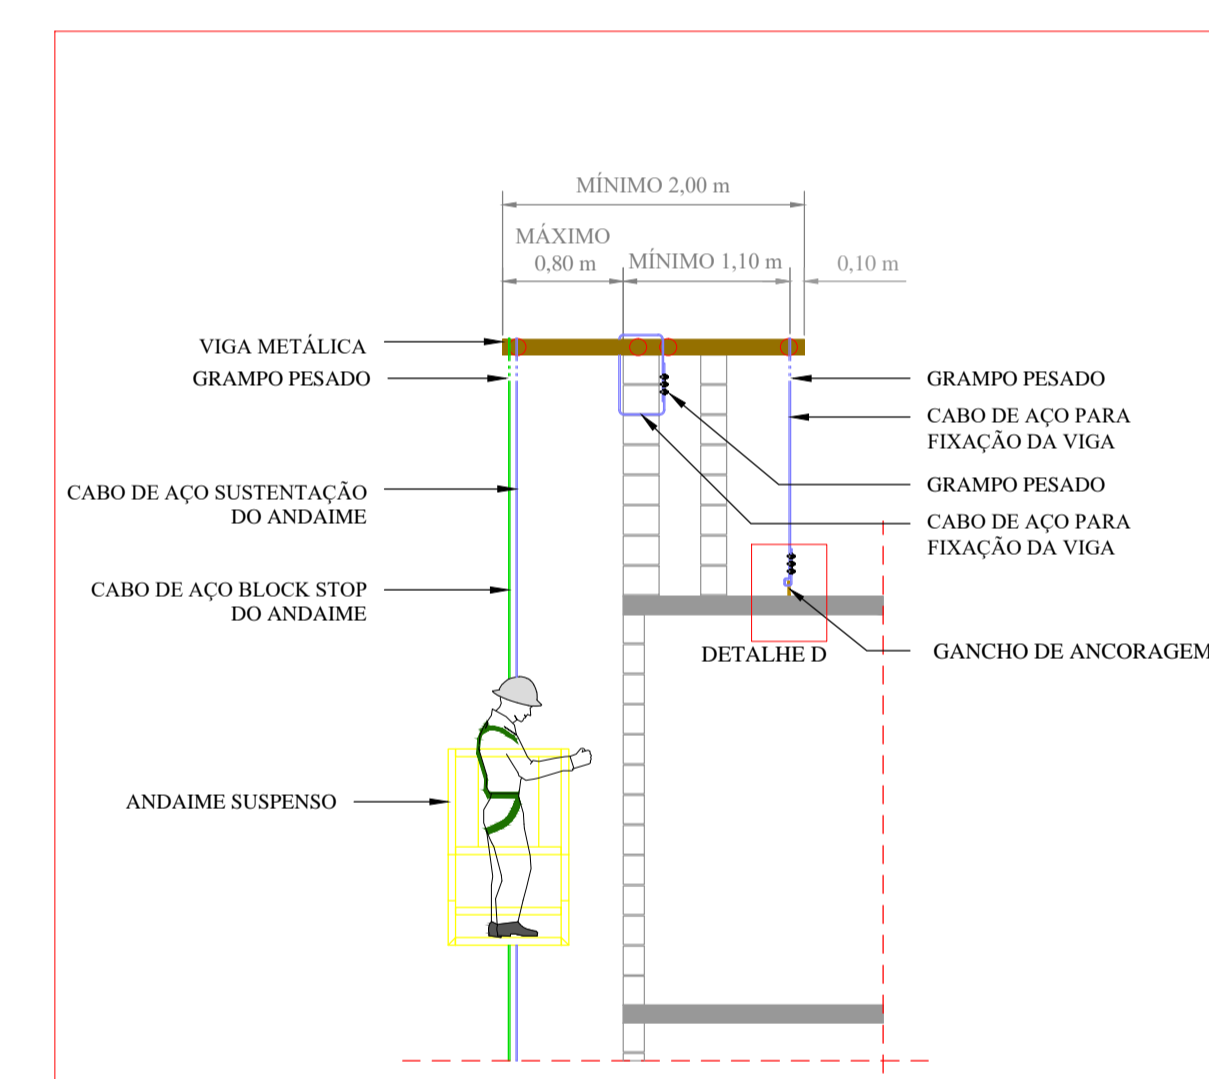 MÍNIMO 2,00 m
MÁXIMO
0,80 m
MÍNIMO 1,10 m
0,10 m
VIGA METÁLICA
GRAMPO PESADO
CABO DE AÇO SUSTENTAÇÃO
DO ANDAIME
CABO DE AÇO BLOCK STOP
DO ANDAIME
ANDAIME SUSPENSO
GRAMPO PESADO
CABO DE AÇO PARA
FIXAÇÃO DA VIGA
GRAMPO PESADO
CABO DE AÇO PARA
FIXAÇÃO DA VIGA
DETALHE D
GANCHO DE ANCORAGEM